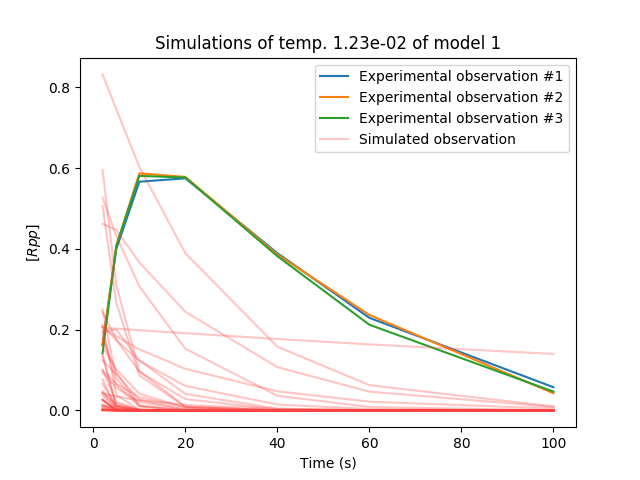 Simulations of temp. 1.23e-02 of model 1
Experimental observation #1
Experimental observation #2
Experimental observation #3
Simulated observation
[Rpp]
0.8
0.6
0.4
0.2
0.0
0 20 40 60 80 100
Time (s)